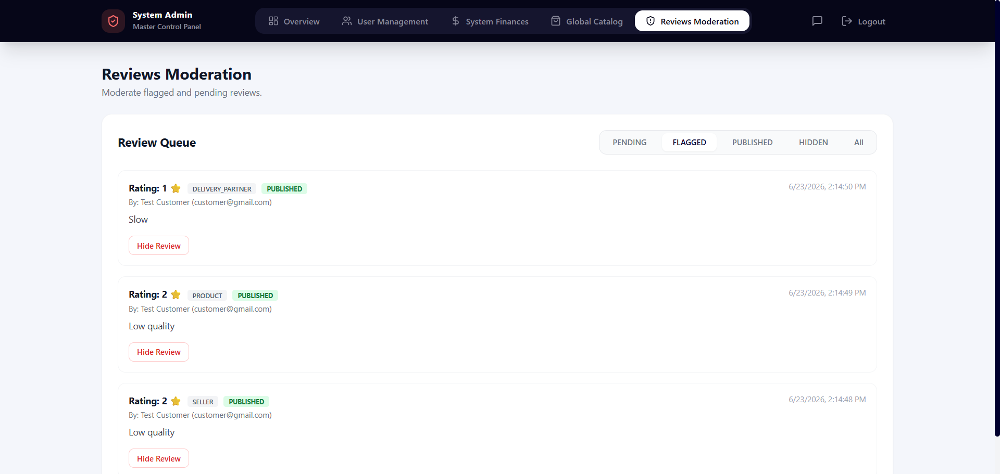 System Admin
Master Control Panel
Overview
User Management
System Finances
Global Catalog
Reviews Moderation
Logout
Reviews Moderation
Moderate flagged and pending reviews.
Review Queue
PENDING
FLAGGED
PUBLISHED
HIDDEN
All
Rating: 1 ⭐ DELIVERY_PARTNER PUBLISHED
6/23/2026, 2:14:50 PM
By: Test Customer (customer@gmail.com)
Slow
Hide Review
Rating: 2 ⭐ PRODUCT PUBLISHED
6/23/2026, 2:14:49 PM
By: Test Customer (customer@gmail.com)
Low quality
Hide Review
Rating: 2 ⭐ SELLER PUBLISHED
6/23/2026, 2:14:48 PM
By: Test Customer (customer@gmail.com)
Low quality
Hide Review